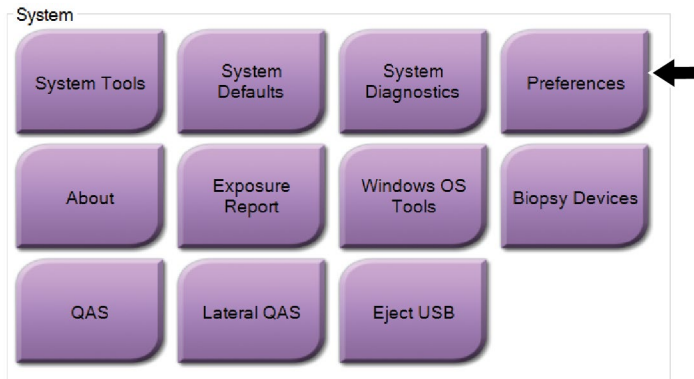 System
System Tools
System
Defaults
System
Diagnostics
Preferences
About
Exposure
Report
Windows OS
Tools
Biopsy Devices
QAS
Lateral QAS
Eject USB